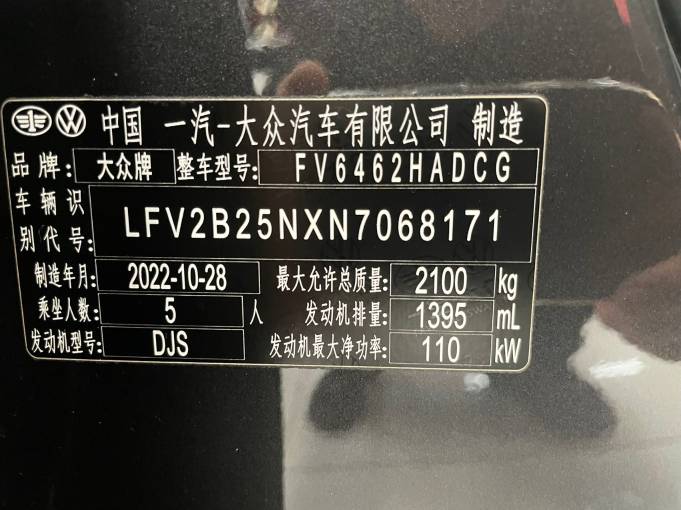 中国 一汽-大众汽车有限公司 制造
品牌: 大众牌 整车型号: FV6462HADCG
车辆识别代号: LFV2B25NXN7068171
制造年月: 2022-10-28 最大允许总质量: 2100 kg
乘坐人数: 5 人 发动机排量: 1395 mL
发动机型号: DJS 发动机最大净功率: 110 kW